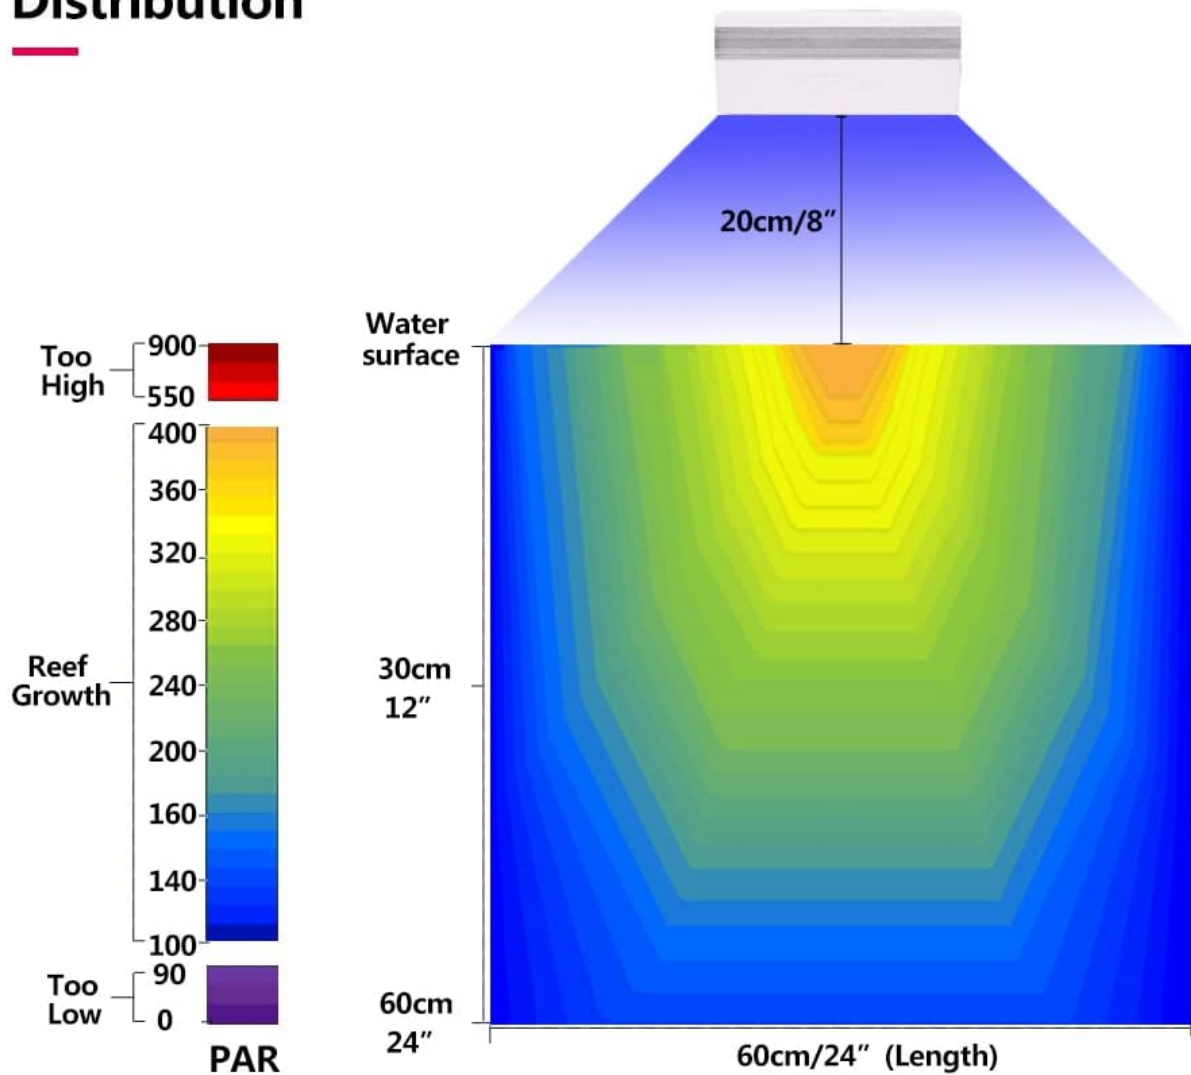 Distribution
20cm/8”
Water
surface
Too
High
900
550
400
360
320
280
240
200
160
140
100
Reef
Growth
Too
Low
90
0
PAR
30cm
12”
60cm
24”
60cm/24” (Length)